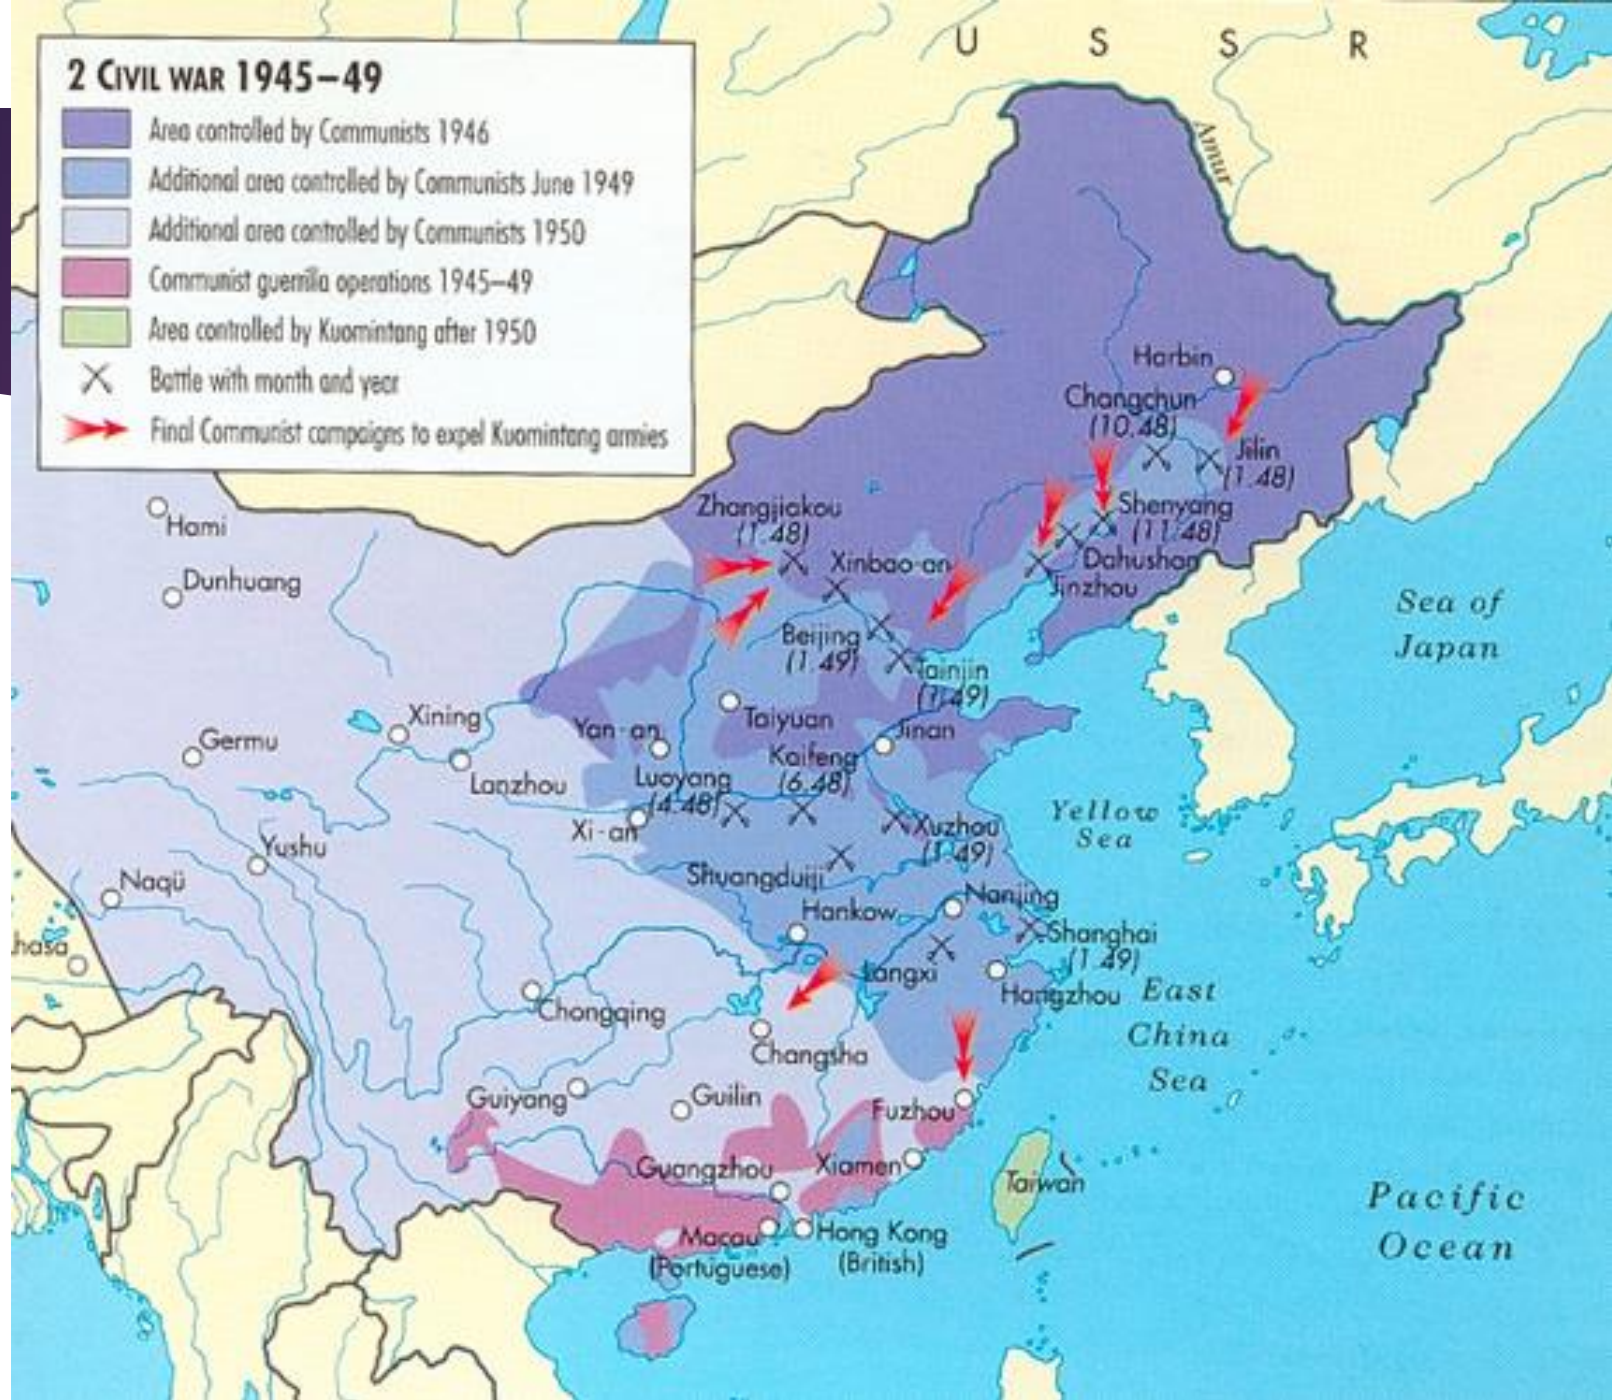 2 CIVIL WAR 1945–49
Area controlled by Communists 1946
Additional area controlled by Communists June 1949
Additional area controlled by Communists 1950
Communist guerrilla operations 1945–49
Area controlled by Kuomintang after 1950
Battle with month and year
Final Communist campaigns to expel Kuomintang armies
U S S R
Amur
Harbin
Changchun
(10.48)
Jilin
(1.48)
Zhangjiakou
(1.48)
Shenyang
(11.48)
Hami
Xinbao-an
Dahushan
Jinzhou
Dunhuang
Sea of
Japan
Beijing
(1.49)
Tainjin
(1.49)
Xining
Taiyuan
Yan-an
Jinan
Germu
Kaifeng
(6.48)
Lanzhou
Luoyang
(4.48)
Yellow
Sea
Xi-an
Xuzhou
(1.49)
Yushu
Shuangduiji
Naqü
Nanjing
Hankow
Shanghai
(1.49)
hasa
Langxi
Hangzhou
East
China
Sea
Chongqing
Changsha
Guiyang
Guilin
Fuzhou
Guangzhou
Xiamen
Taiwan
Pacific
Ocean
Macau
(Portuguese)
Hong Kong
(British)